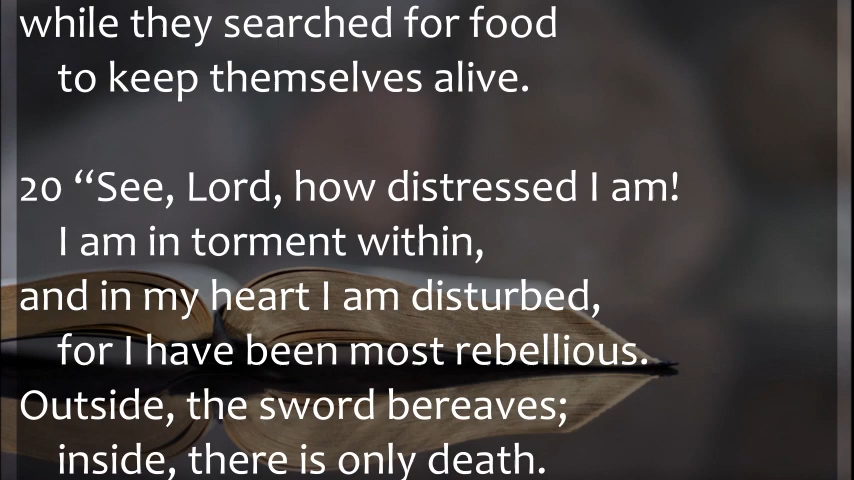 while they searched for food
to keep themselves alive.
20 “See, Lord, how distressed I am!
I am in torment within,
and in my heart I am disturbed,
for I have been most rebellious.
Outside, the sword bereaves;
inside, there is only death.